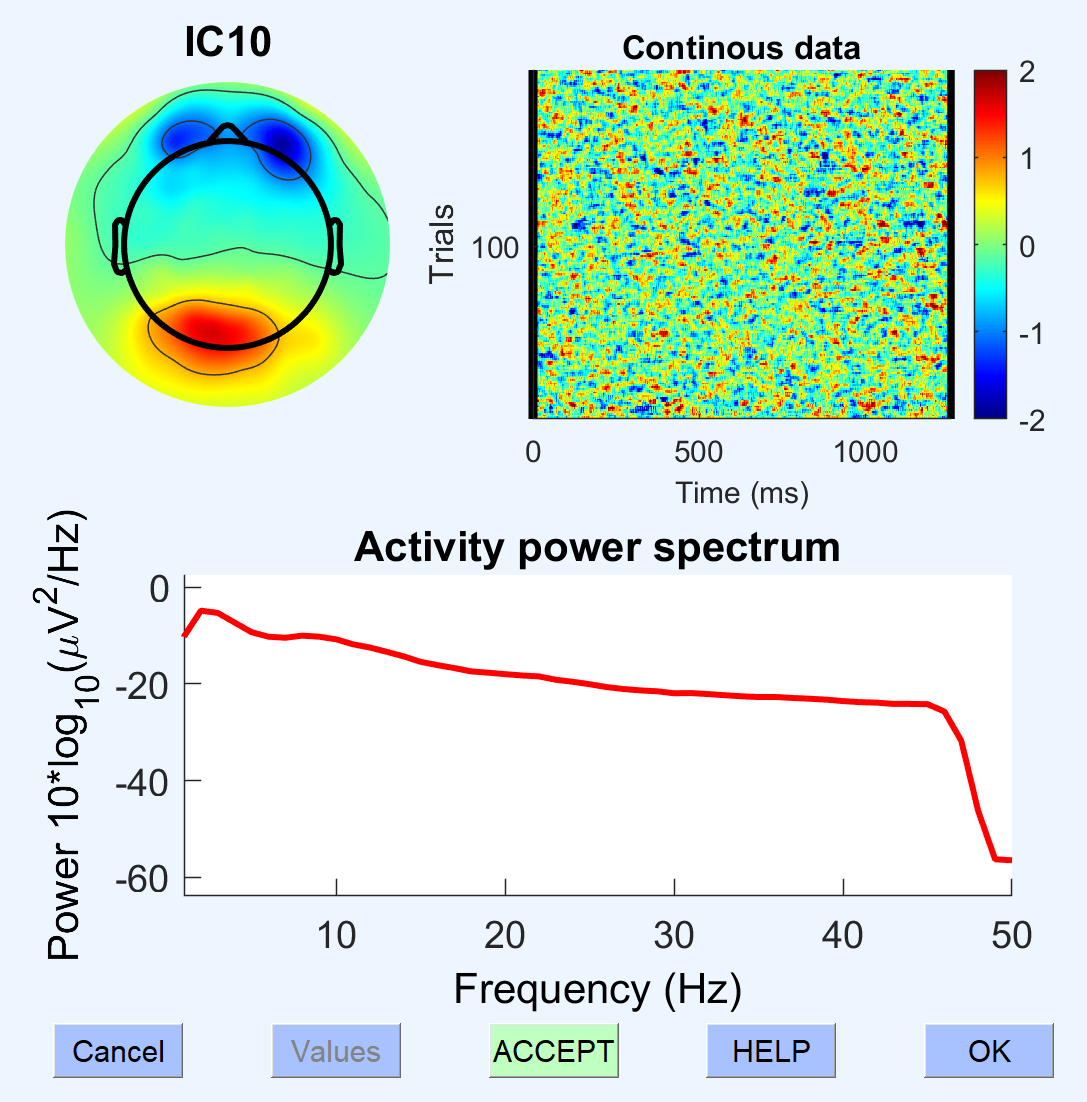 IC10
Continous data
Trials
100
2
1
0
-1
-2
0 500 1000
Time (ms)
Activity power spectrum
Power 10*log10(μV2/Hz)
0
-20
-40
-60
10 20 30 40 50
Frequency (Hz)
Cancel Values ACCEPT HELP OK